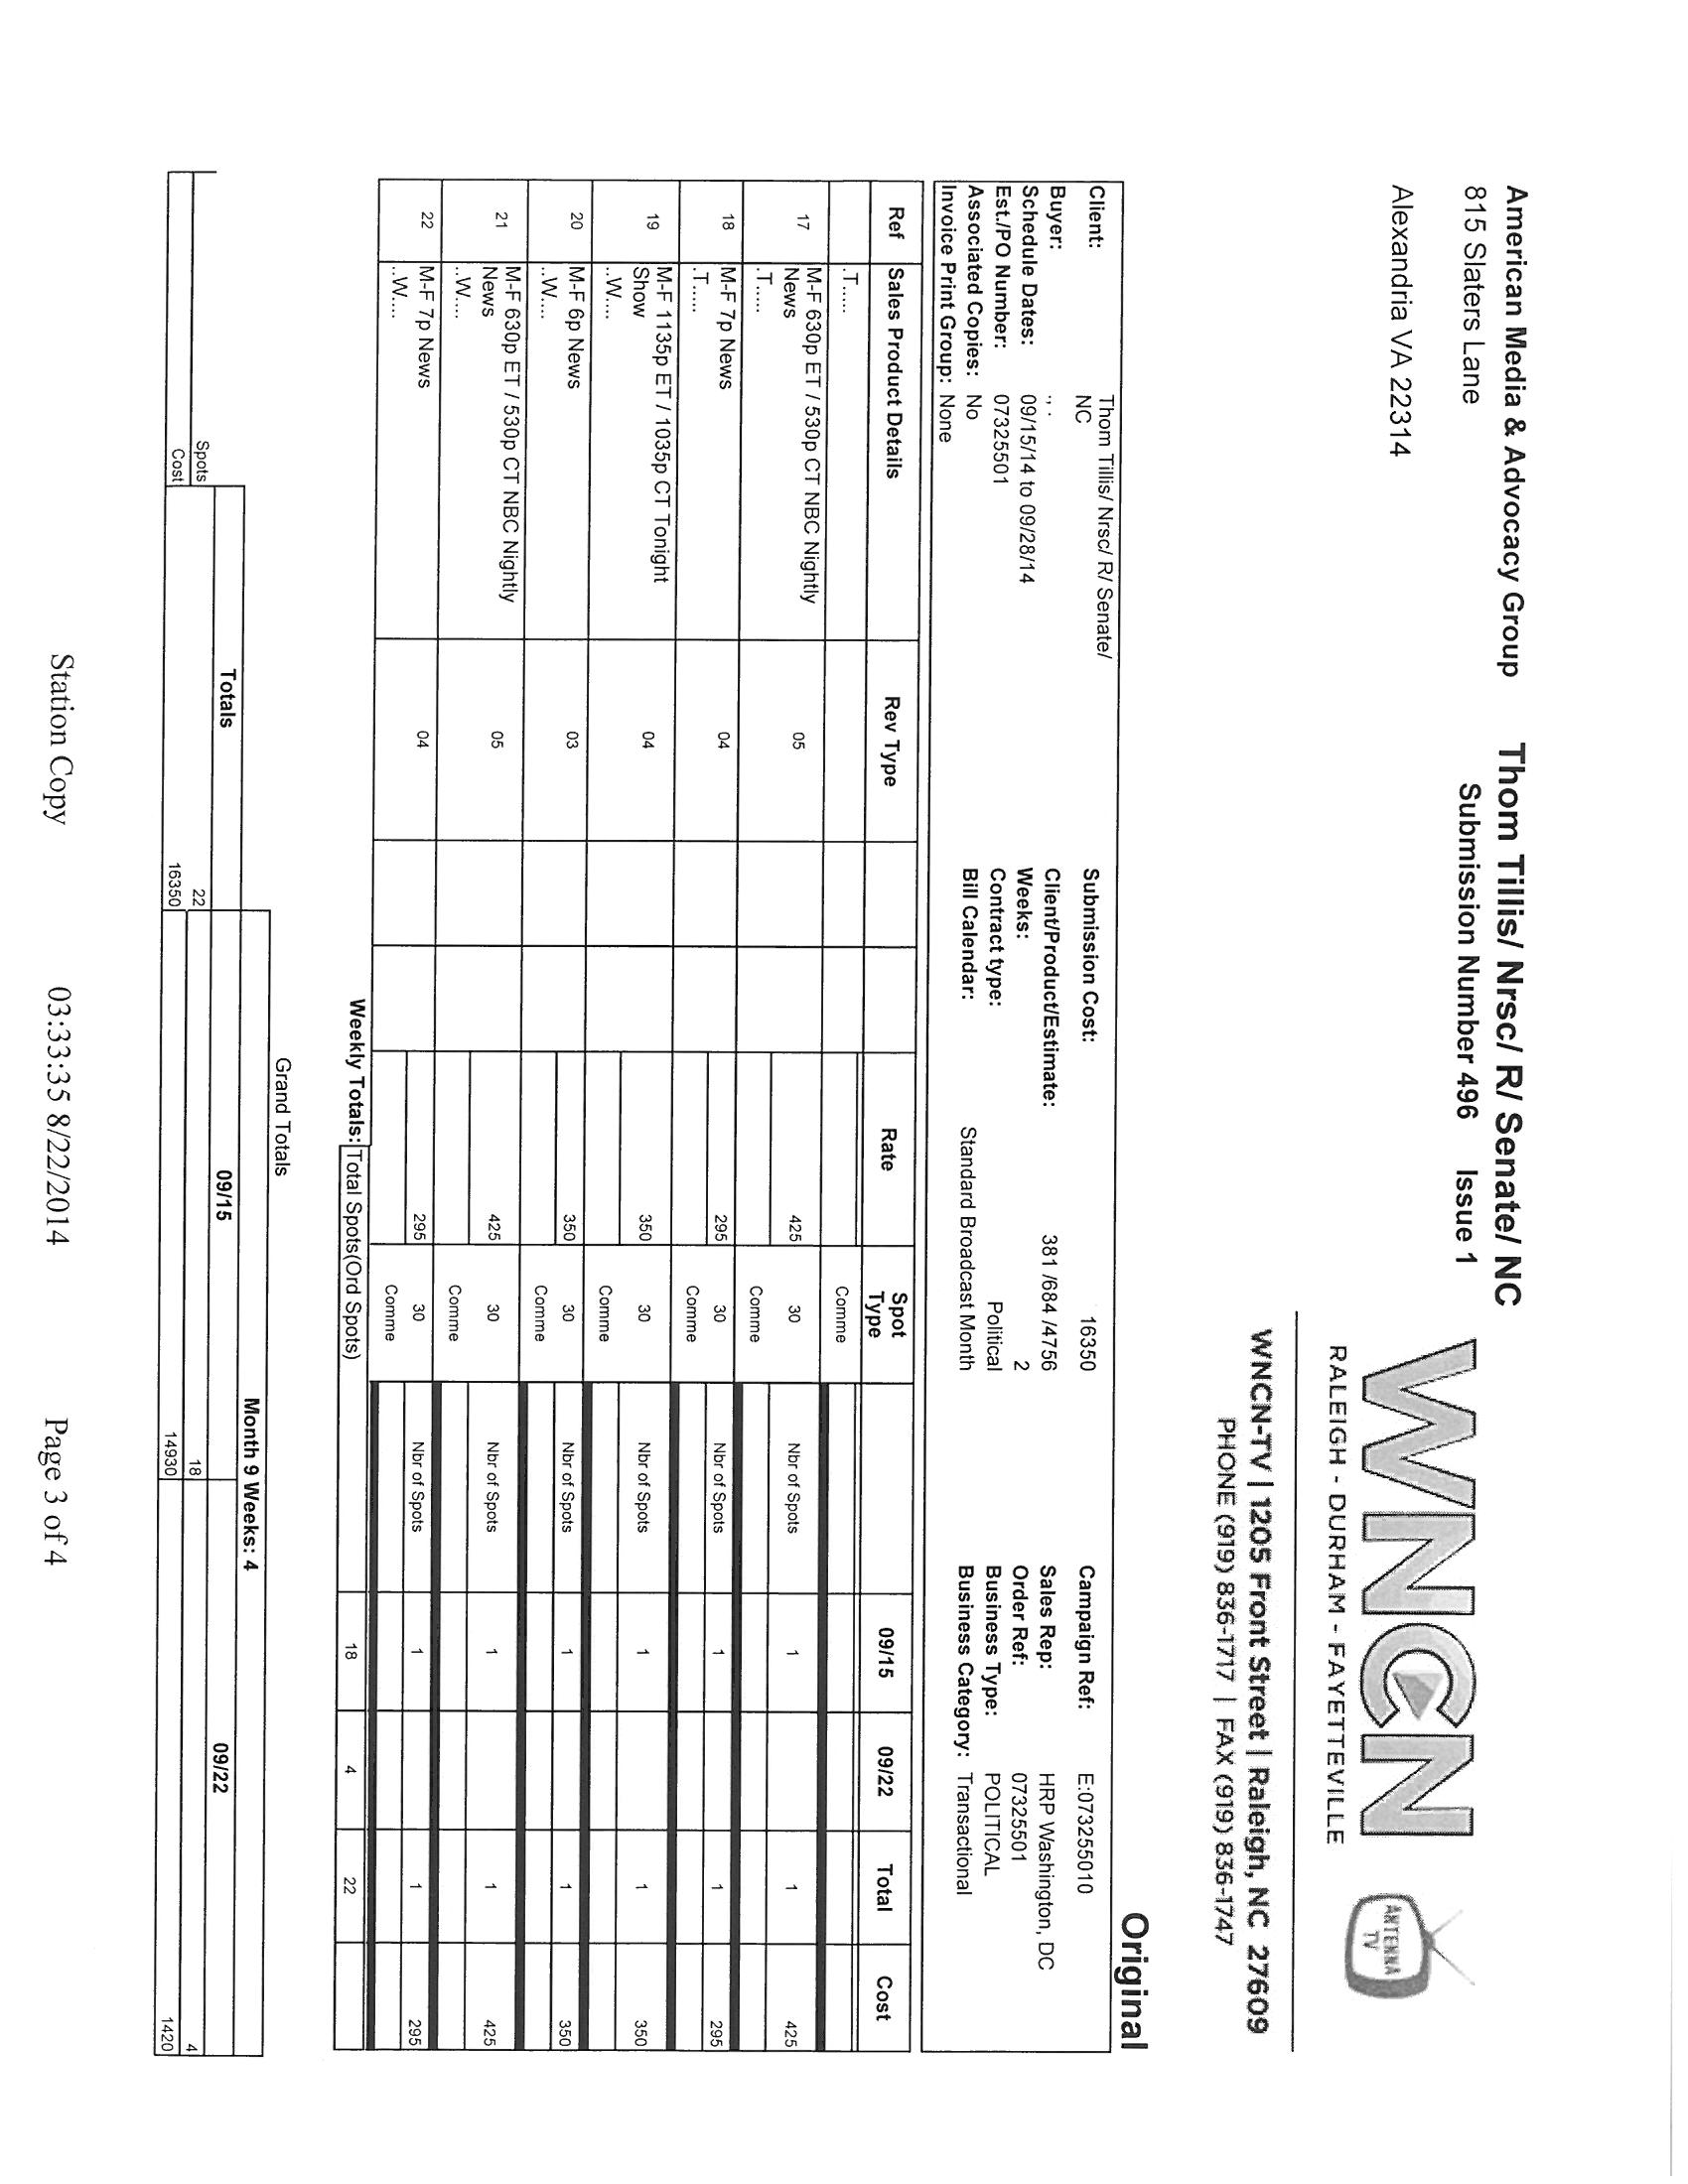 American Media & Advocacy Group
815 Slaters Lane
Alexandria VA 22314
Thom Tillis/ Nrsc/ R/ Senate/ NC
Submission Number 496 Issue 1
WNCN
RALEIGH - DURHAM - FAYETTEVILLE
ANTENNA
TV
WNCN-TV | 1205 Front Street | Raleigh, NC 27609
PHONE (919) 836-1717 | FAX (919) 836-1747
Original
Client: Thom Tillis/ Nrsc/ R/ Senate/
NC
Buyer: ., .
Schedule Dates: 09/15/14 to 09/28/14
Est./PO Number: 07325501
Associated Copies: No
Invoice Print Group: None
Submission Cost: 16350
Client/Product/Estimate: 381 /684 /4756
Weeks: 2
Contract type: Political
Bill Calendar: Standard Broadcast Month
Campaign Ref: E:073255010
Sales Rep: HRP Washington, DC
Order Ref: 07325501
Business Type: POLITICAL
Business Category: Transactional
Ref Sales Product Details Rev Type Rate Spot Type 09/15 09/22 Total Cost
.T..... Comme
17 M-F 630p ET / 530p CT NBC Nightly News 05 425 30 Nbr of Spots 1 1 425
.T..... Comme
18 M-F 7p News 04 295 30 Nbr of Spots 1 1 295
.T..... Comme
19 M-F 1135p ET / 1035p CT Tonight Show 04 350 30 Nbr of Spots 1 1 350
..W.... Comme
20 M-F 6p News 03 350 30 Nbr of Spots 1 1 350
..W.... Comme
21 M-F 630p ET / 530p CT NBC Nightly News 05 425 30 Nbr of Spots 1 1 425
..W.... Comme
22 M-F 7p News 04 295 30 Nbr of Spots 1 1 295
..W.... Comme
Weekly Totals: Total Spots(Ord Spots) 18 4 22
Grand Totals
Month 9 Weeks: 4
Totals 09/15 09/22
Spots 22 18 4
Cost 16350 14930 1420
Station Copy 03:33:35 8/22/2014 Page 3 of 4